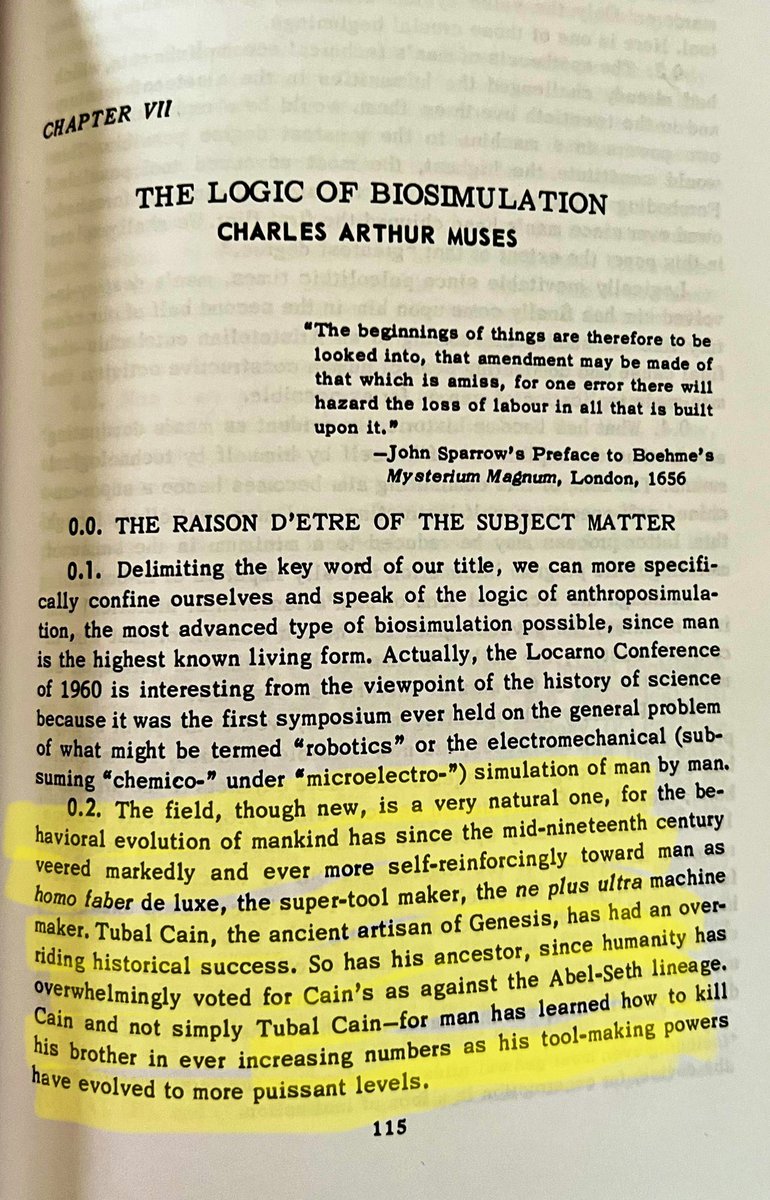 CHAPTER VII
THE LOGIC OF BIOSIMULATION
CHARLES ARTHUR MUSES
"The beginnings of things are therefore to be
looked into, that amendment may be made of
that which is amiss, for one error there will
hazard the loss of labour in all that is built
upon it."
—John Sparrow's Preface to Boehme's
Mysterium Magnum, London, 1656
0.0. THE RAISON D'ETRE OF THE SUBJECT MATTER
0.1. Delimiting the key word of our title, we can more specifi-
cally confine ourselves and speak of the logic of anthroposimula-
tion, the most advanced type of biosimulation possible, since man
is the highest known living form. Actually, the Locarno Conference
of 1960 is interesting from the viewpoint of the history of science
because it was the first symposium ever held on the general problem
of what might be termed "robotics" or the electromechanical (sub-
suming "chemico-" under "microelectro-") simulation of man by man.
0.2. The field, though new, is a very natural one, for the be-
havioral evolution of mankind has since the mid-nineteenth century
veered markedly and ever more self-reinforcingly toward man as
homo faber de luxe, the super-tool maker, the ne plus ultra machine
maker. Tubal Cain, the ancient artisan of Genesis, has had an over-
riding historical success. So has his ancestor, since humanity has
overwhelmingly voted for Cain's as against the Abel-Seth lineage.
Cain and not simply Tubal Cain—for man has learned how to kill
his brother in ever increasing numbers as his tool-making powers
have evolved to more puissant levels.
115